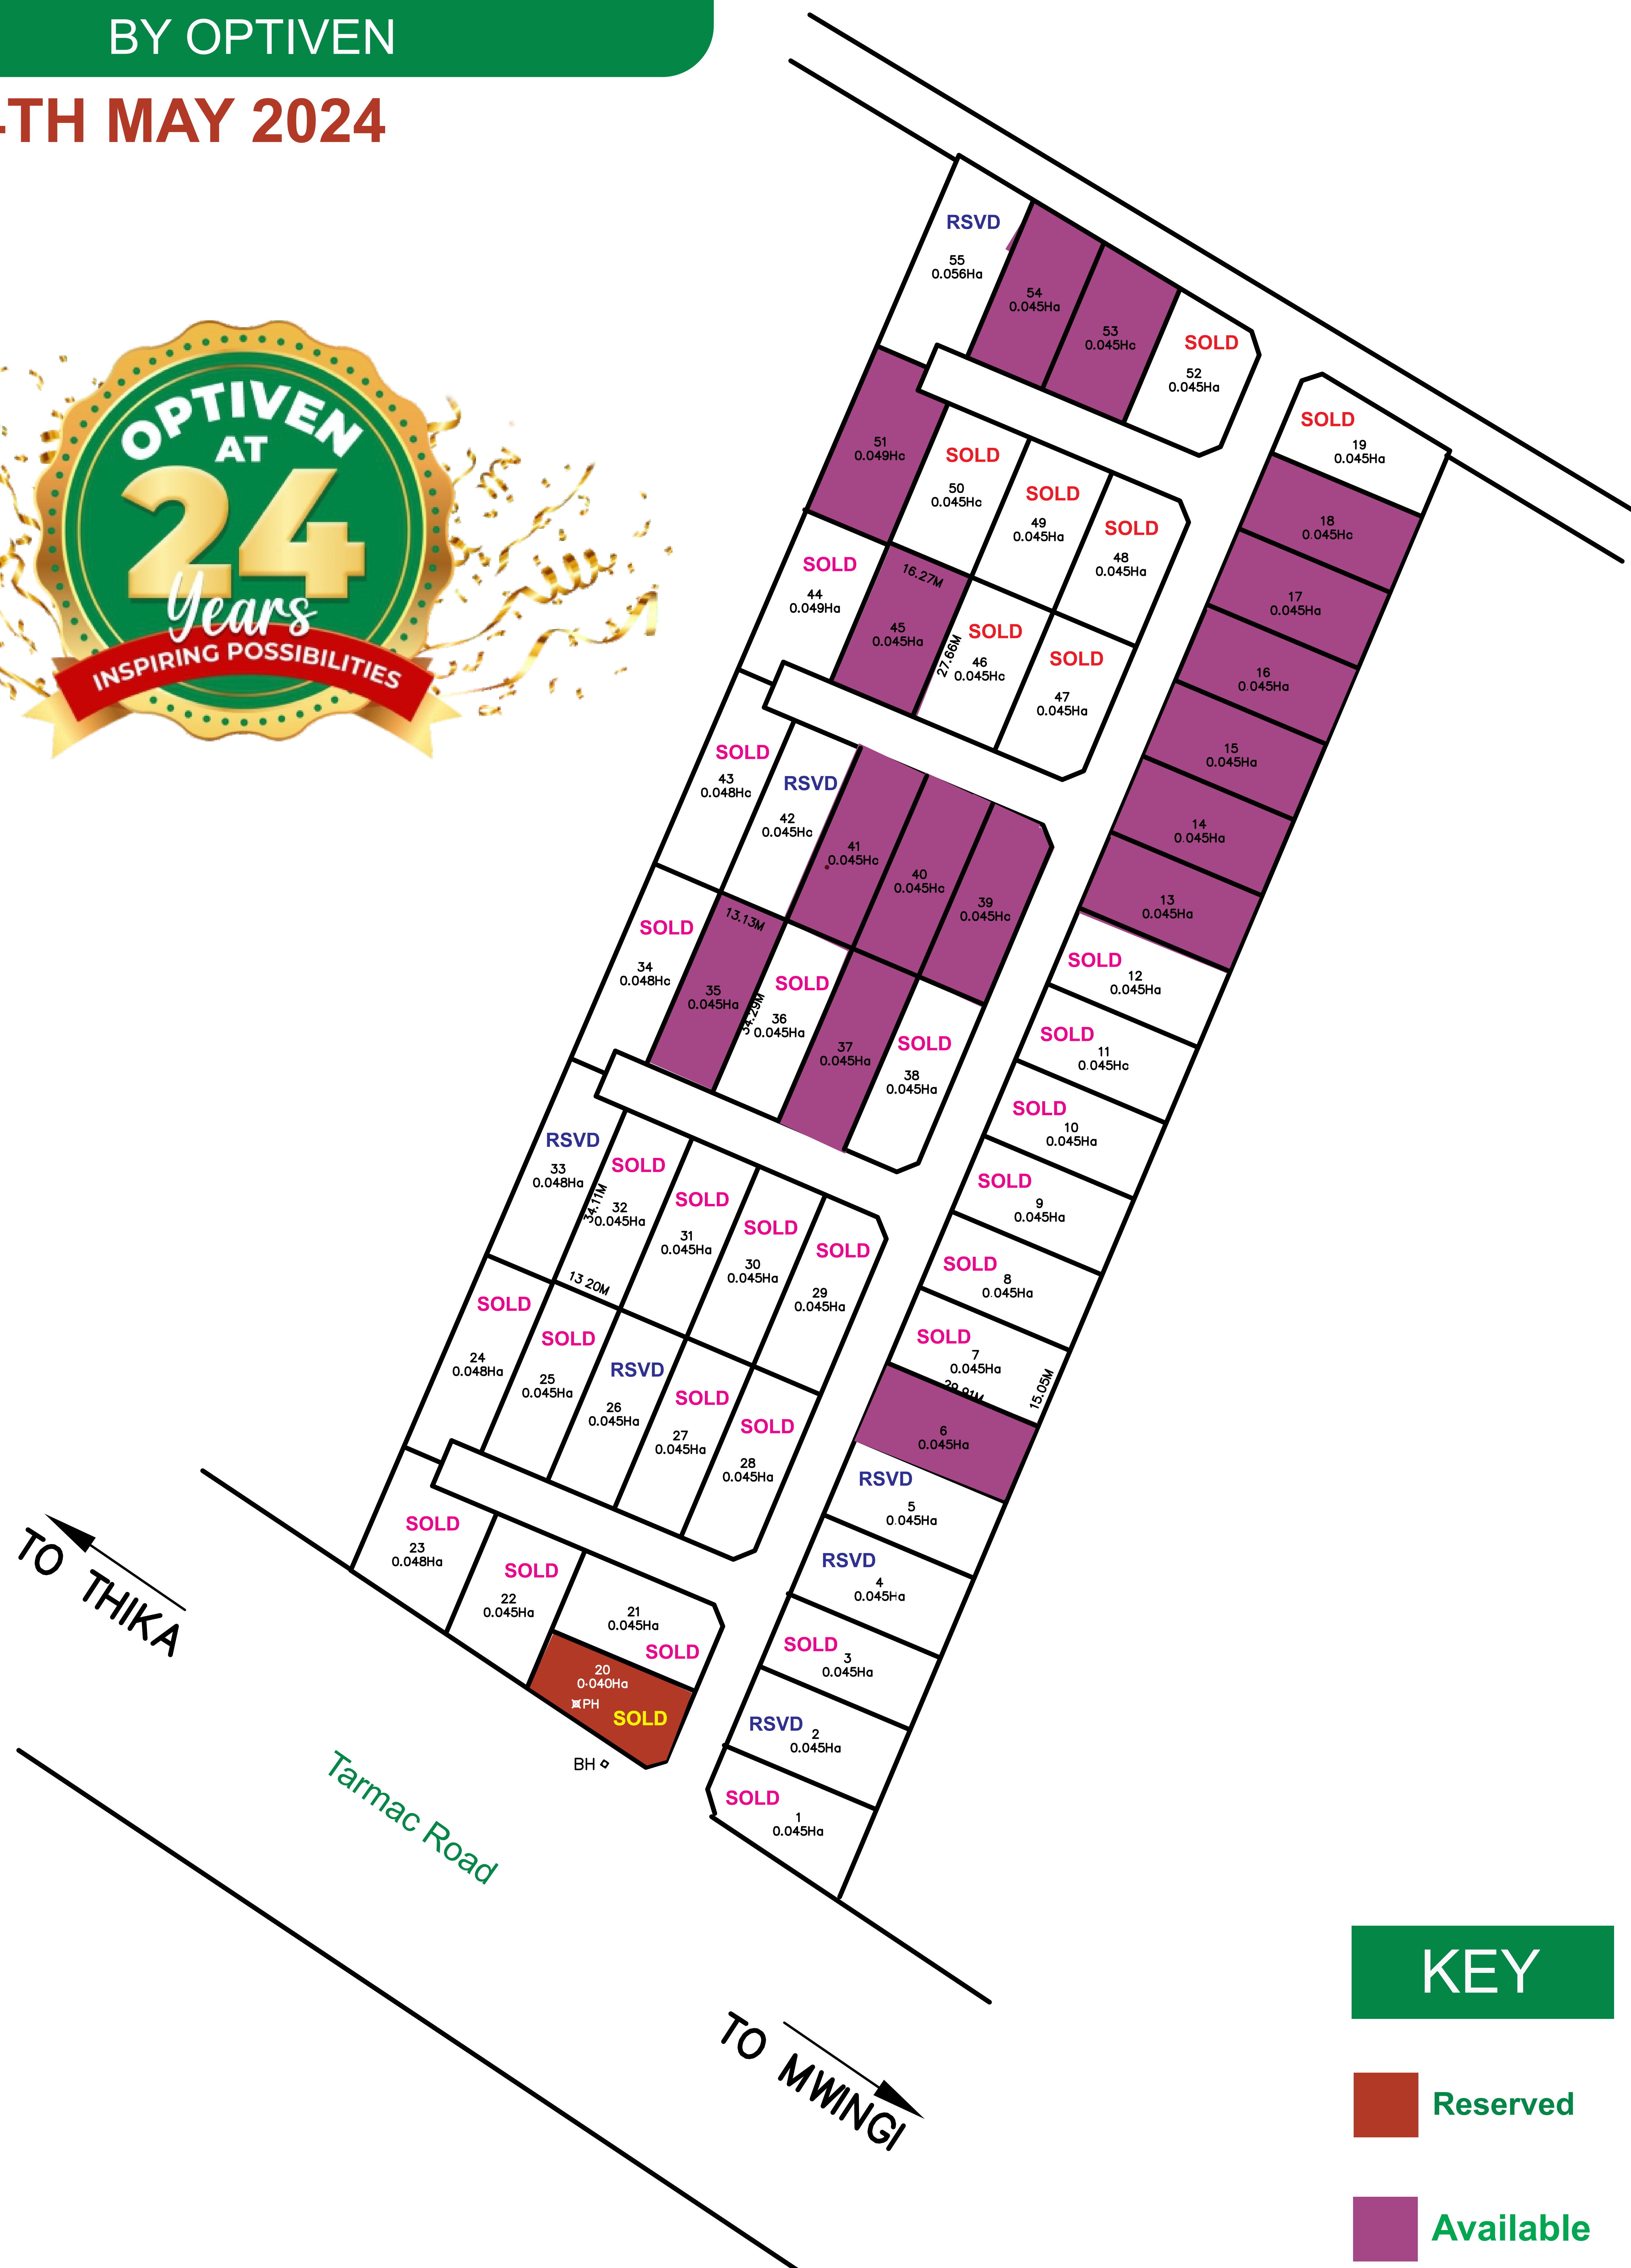 BY OPTIVEN
4TH MAY 2024
OPTIVEN
AT
24
Years
INSPIRING POSSIBILITIES
RSVD
55
0.056Ha
54
0.045Ha
53
0.045Ha
SOLD
52
0.045Ha
SOLD
19
0.045Ha
51
0.049Ha
SOLD
50
0.045Ha
SOLD
49
0.045Ha
SOLD
48
0.045Ha
18
0.045Ha
17
0.045Ha
SOLD
44
0.049Ha
16.27M
45
0.045Ha
27.66M
SOLD
46
0.045Ha
SOLD
47
0.045Ha
16
0.045Ha
15
0.045Ha
14
0.045Ha
13
0.045Ha
SOLD
43
0.048Ha
RSVD
42
0.045Ha
41
0.045Ha
40
0.045Ha
39
0.045Ha
SOLD
34
0.048Ha
13.13M
35
0.045Ha
34.29M
SOLD
36
0.045Ha
37
0.045Ha
SOLD
38
0.045Ha
SOLD
12
0.045Ha
SOLD
11
0.045Ha
SOLD
10
0.045Ha
SOLD
9
0.045Ha
SOLD
8
0.045Ha
SOLD
7
0.045Ha
29.91M
15.05M
6
0.045Ha
RSVD
33
0.048Ha
34.11M
SOLD
32
0.045Ha
13.20M
SOLD
31
0.045Ha
SOLD
30
0.045Ha
SOLD
29
0.045Ha
SOLD
24
0.048Ha
SOLD
25
0.045Ha
RSVD
26
0.045Ha
SOLD
27
0.045Ha
SOLD
28
0.045Ha
RSVD
5
0.045Ha
RSVD
4
0.045Ha
SOLD
3
0.045Ha
RSVD
2
0.045Ha
SOLD
1
0.045Ha
SOLD
23
0.048Ha
SOLD
22
0.045Ha
21
0.045Ha
SOLD
20
0.040Ha
PH
SOLD
BH
TO THIKA
Tarmac Road
TO MWINGI
KEY
Reserved
Available